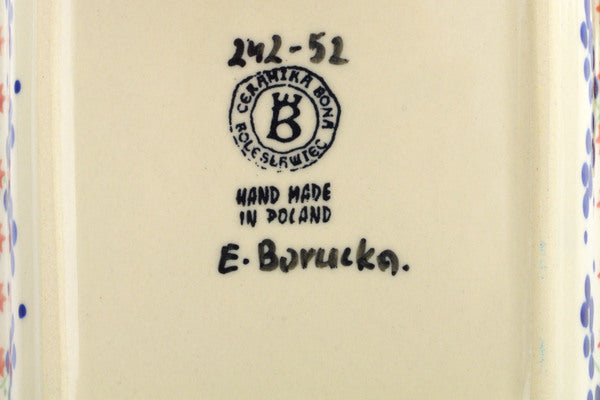 242-52
CERAMIKA BONA
BOLESŁAWIEC
B
HAND MADE
IN POLAND
E. Borucka.